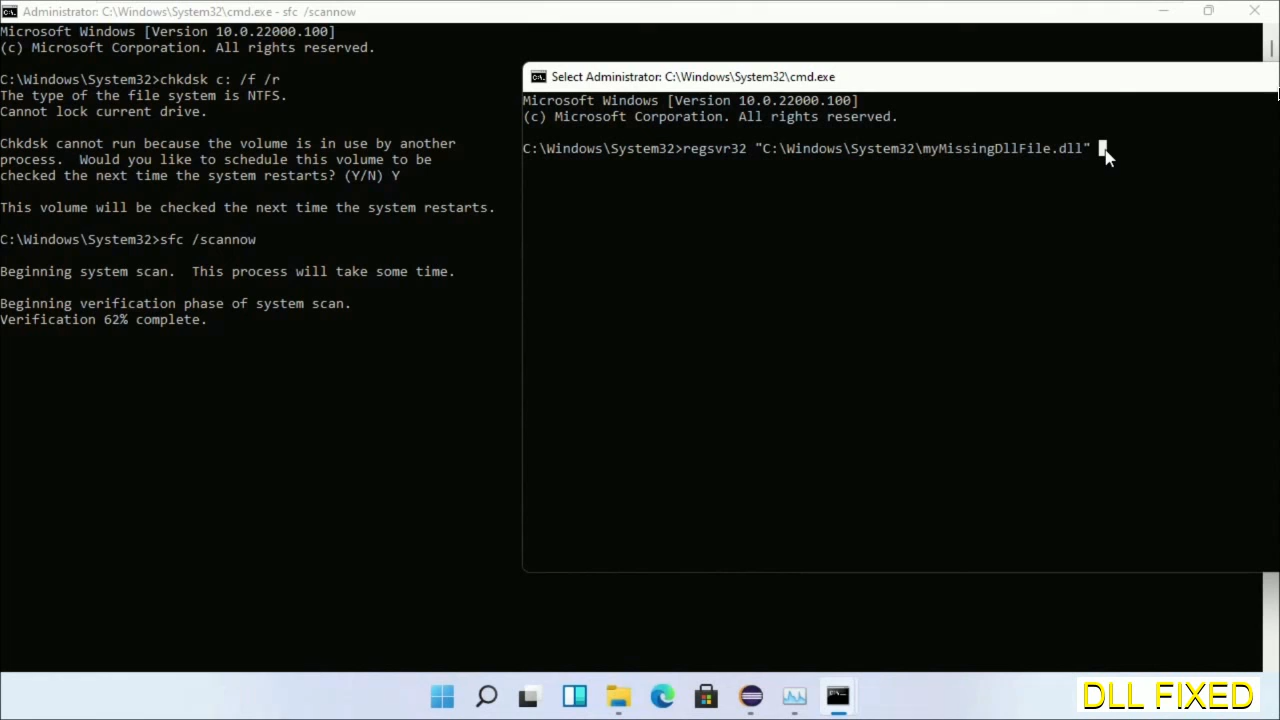 Administrator: C:\Windows\System32\cmd.exe - sfc /scannow
Microsoft Windows [Version 10.0.22000.100]
(c) Microsoft Corporation. All rights reserved.
C:\Windows\System32>chkdsk c: /f /r
The type of the file system is NTFS.
Cannot lock current drive.
Chkdsk cannot run because the volume is in use by another
process.  Would you like to schedule this volume to be
checked the next time the system restarts? (Y/N) Y
This volume will be checked the next time the system restarts.
C:\Windows\System32>sfc /scannow
Beginning system scan.  This process will take some time.
Beginning verification phase of system scan.
Verification 62% complete.
Select Administrator: C:\Windows\System32\cmd.exe
Microsoft Windows [Version 10.0.22000.100]
(c) Microsoft Corporation. All rights reserved.
C:\Windows\System32>regsvr32 "C:\Windows\System32\myMissingDllFile.dll"
DLL FIXED